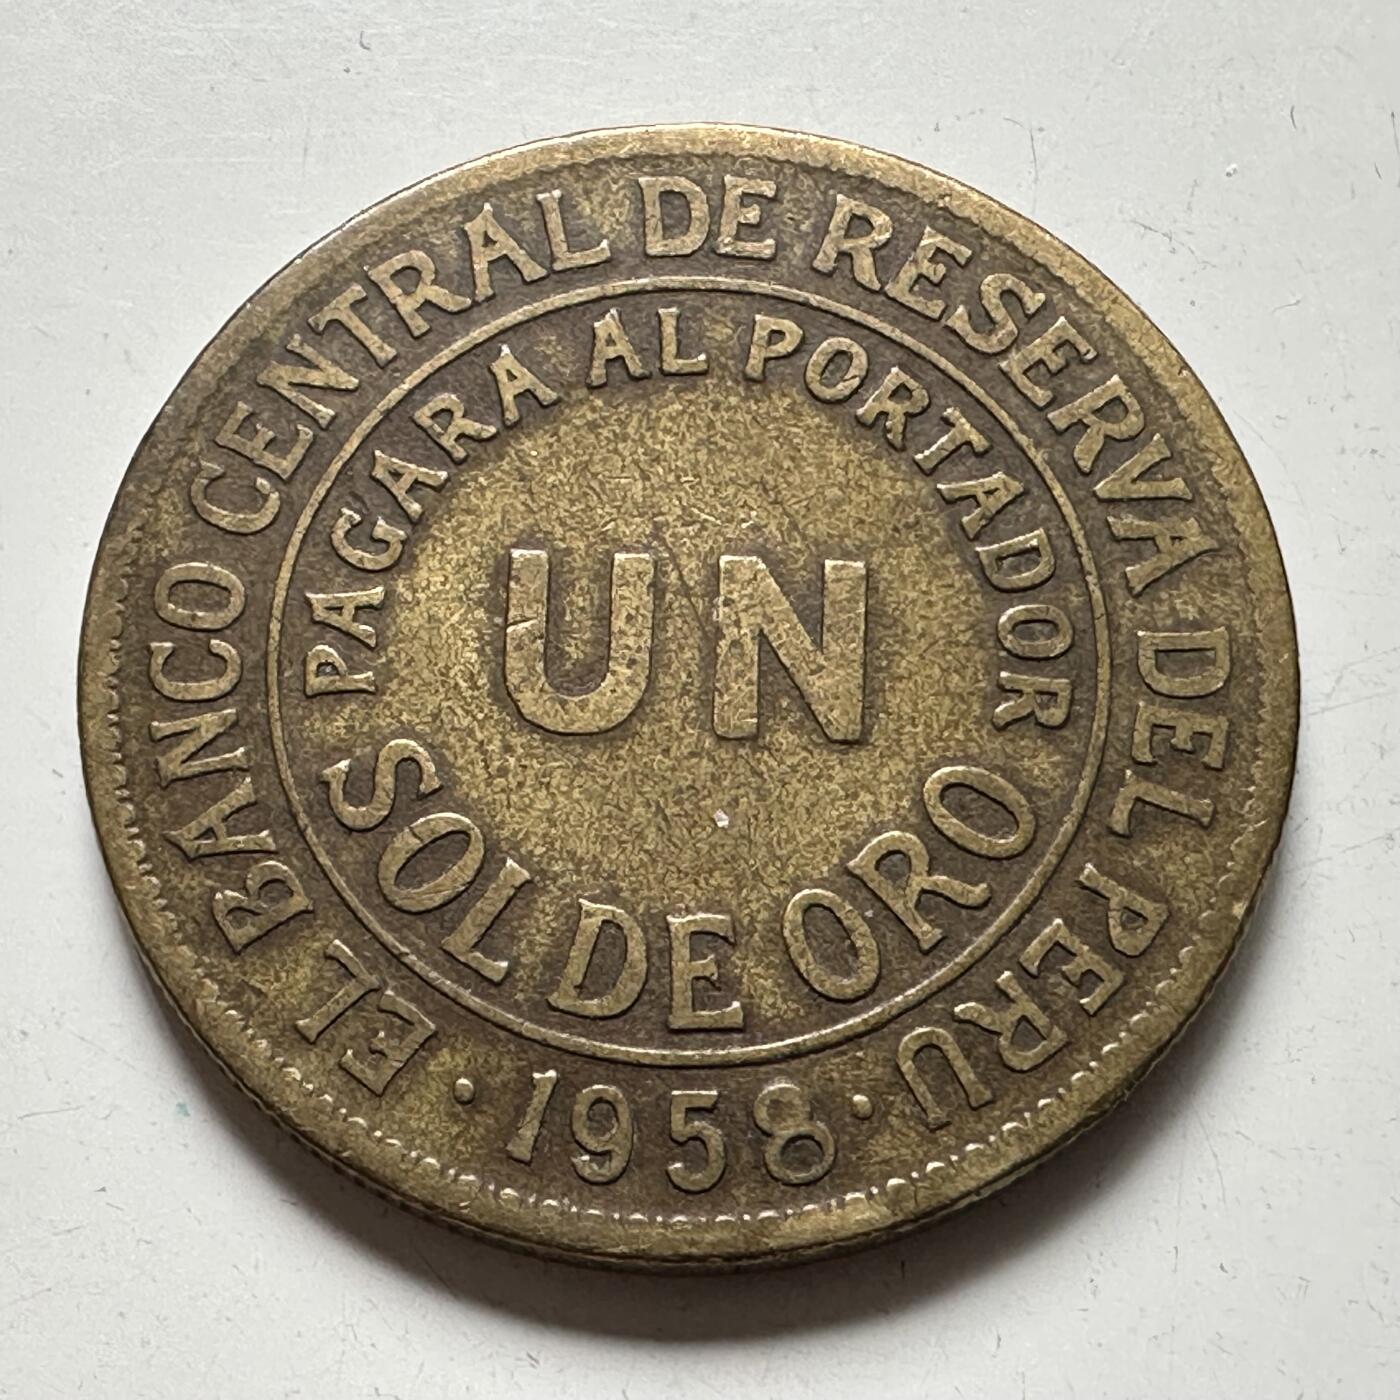 EL BANCO CENTRAL DE RESERVA DEL PERU
PAGARA AL PORTADOR
UN
SOL DE ORO
· 1958 ·